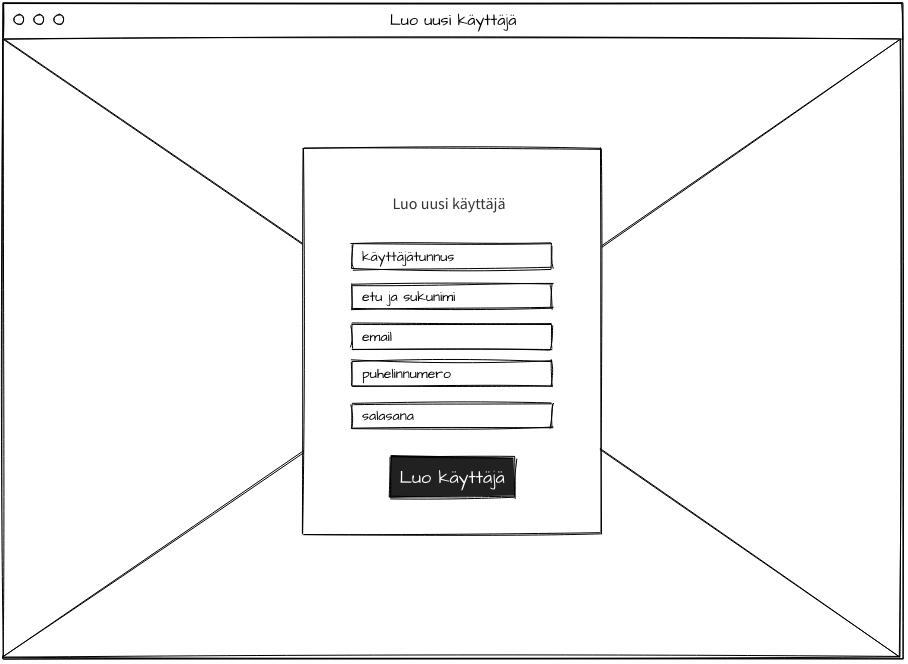 Luo uusi käyttäjä
Luo uusi käyttäjä
käyttäjätunnus
etu ja sukunimi
email
puhelinnumero
salasana
Luo käyttäjä